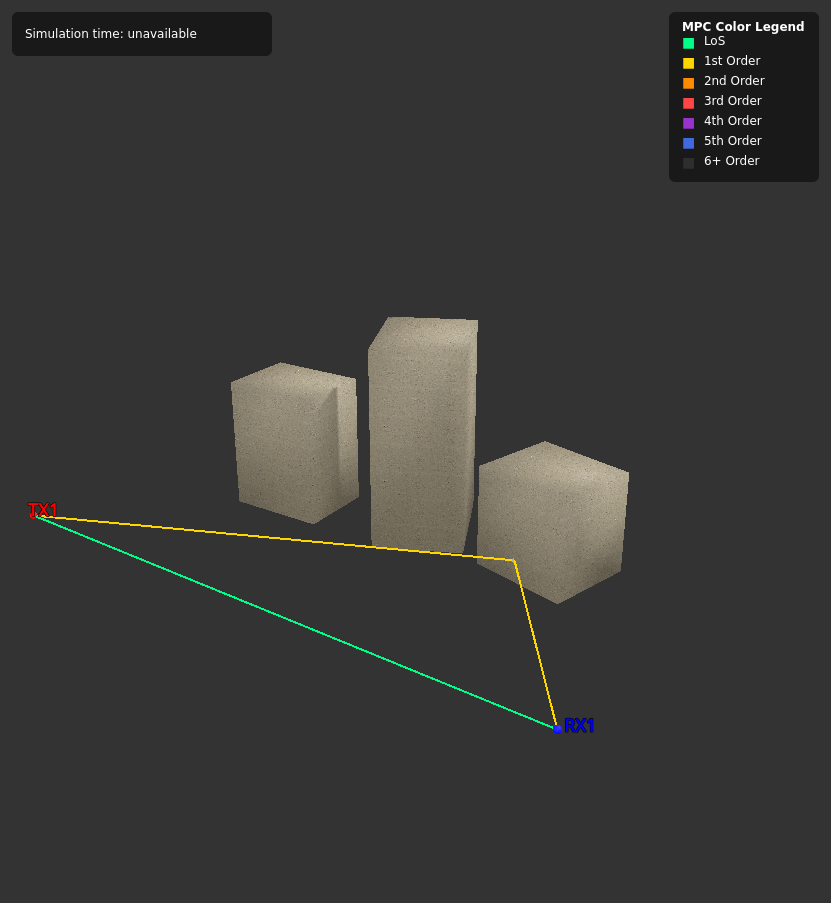 Simulation time: unavailable
MPC Color Legend
LoS
1st Order
2nd Order
3rd Order
4th Order
5th Order
6+ Order
TX1
RX1